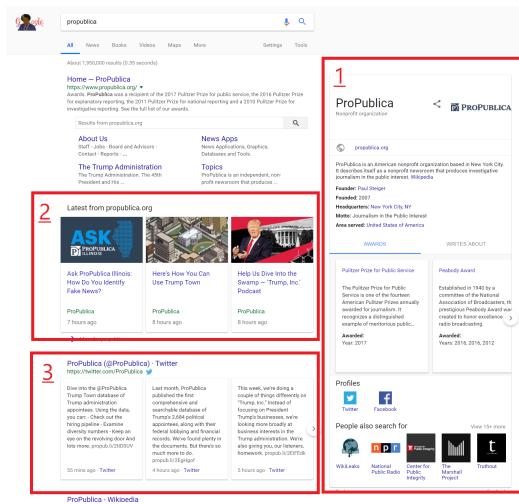 propublica
All News Books Videos Maps More Settings Tools
About 1,950,000 results (0.35 seconds)
Home — ProPublica
https://www.propublica.org/
Awards. ProPublica was a recipient of the 2017 Pulitzer Prize for public service, the 2016 Pulitzer Prize
for explanatory reporting, the 2011 Pulitzer Prize for national reporting and a 2010 Pulitzer Prize for
investigative reporting. See the full list of our awards.
Results from propublica.org
About Us
Staff · Jobs · Board and Advisors ·
Contact · Reports · ...
News Apps
News Applications, Graphics,
Databases and Tools.
The Trump Administration
The Trump Administration. The 45th
President and His ...
Topics
ProPublica is an independent, non-
profit newsroom that produces ...
2
Latest from propublica.org
ASK
PROPUBLICA
ILLINOIS
Ask ProPublica Illinois:
How Do You Identify
Fake News?
ProPublica
7 hours ago
Here's How You Can
Use Trump Town
ProPublica
8 hours ago
Help Us Dive Into the
Swamp — 'Trump, Inc.'
Podcast
ProPublica
8 hours ago
3
ProPublica (@ProPublica) · Twitter
https://twitter.com/ProPublica
Dive into the @ProPublica
Trump Town database of
Trump administration
appointees. Using the data,
you can: - Check out the
hiring pipeline - Examine
diversity numbers - Keep an
eye on the revolving door And
lots more.
55 mins ago · Twitter
Last month, ProPublica
published the first
comprehensive and
searchable database of
Trump's 2,684 political
appointees, along with their
federal lobbying and financial
records. We've found plenty in
the documents. But there's so
much more to do.
4 hours ago · Twitter
This week, we're doing a
couple of things differently on
"Trump, Inc." Instead of
focusing on President
Trump's businesses, we're
looking more broadly at
business interests in the
Trump administration. We're
also giving you, our listeners,
homework.
5 hours ago · Twitter
ProPublica - Wikipedia
1
ProPublica
Nonprofit organization
PROPUBLICA
propublica.org
ProPublica is an American nonprofit organization based in New York City.
It describes itself as a nonprofit newsroom that produces investigative
journalism in the public interest. Wikipedia
Founder: Paul Steiger
Founded: 2007
Headquarters: New York City, NY
Motto: Journalism in the Public Interest
Area served: United States of America
AWARDS WRITES ABOUT
Pulitzer Prize for Public Service
The Pulitzer Prize for Public
Service is one of the fourteen
American Pulitzer Prizes annually
awarded for journalism. It
recognizes a distinguished
example of meritorious public...
Awarded:
Year: 2017
Peabody Award
Established in 1940 by a
committee of the National
Association of Broadcasters, th
prestigious Peabody Award wa
created to honor excellence
radio broadcasting.
Awarded:
Years: 2016, 2016, 2012
Profiles
Twitter Facebook
People also search for View 15+ more
n p r
t
WikiLeaks
National
Public Radio
Center for
Public
Integrity
The
Marshall
Project
Truthout